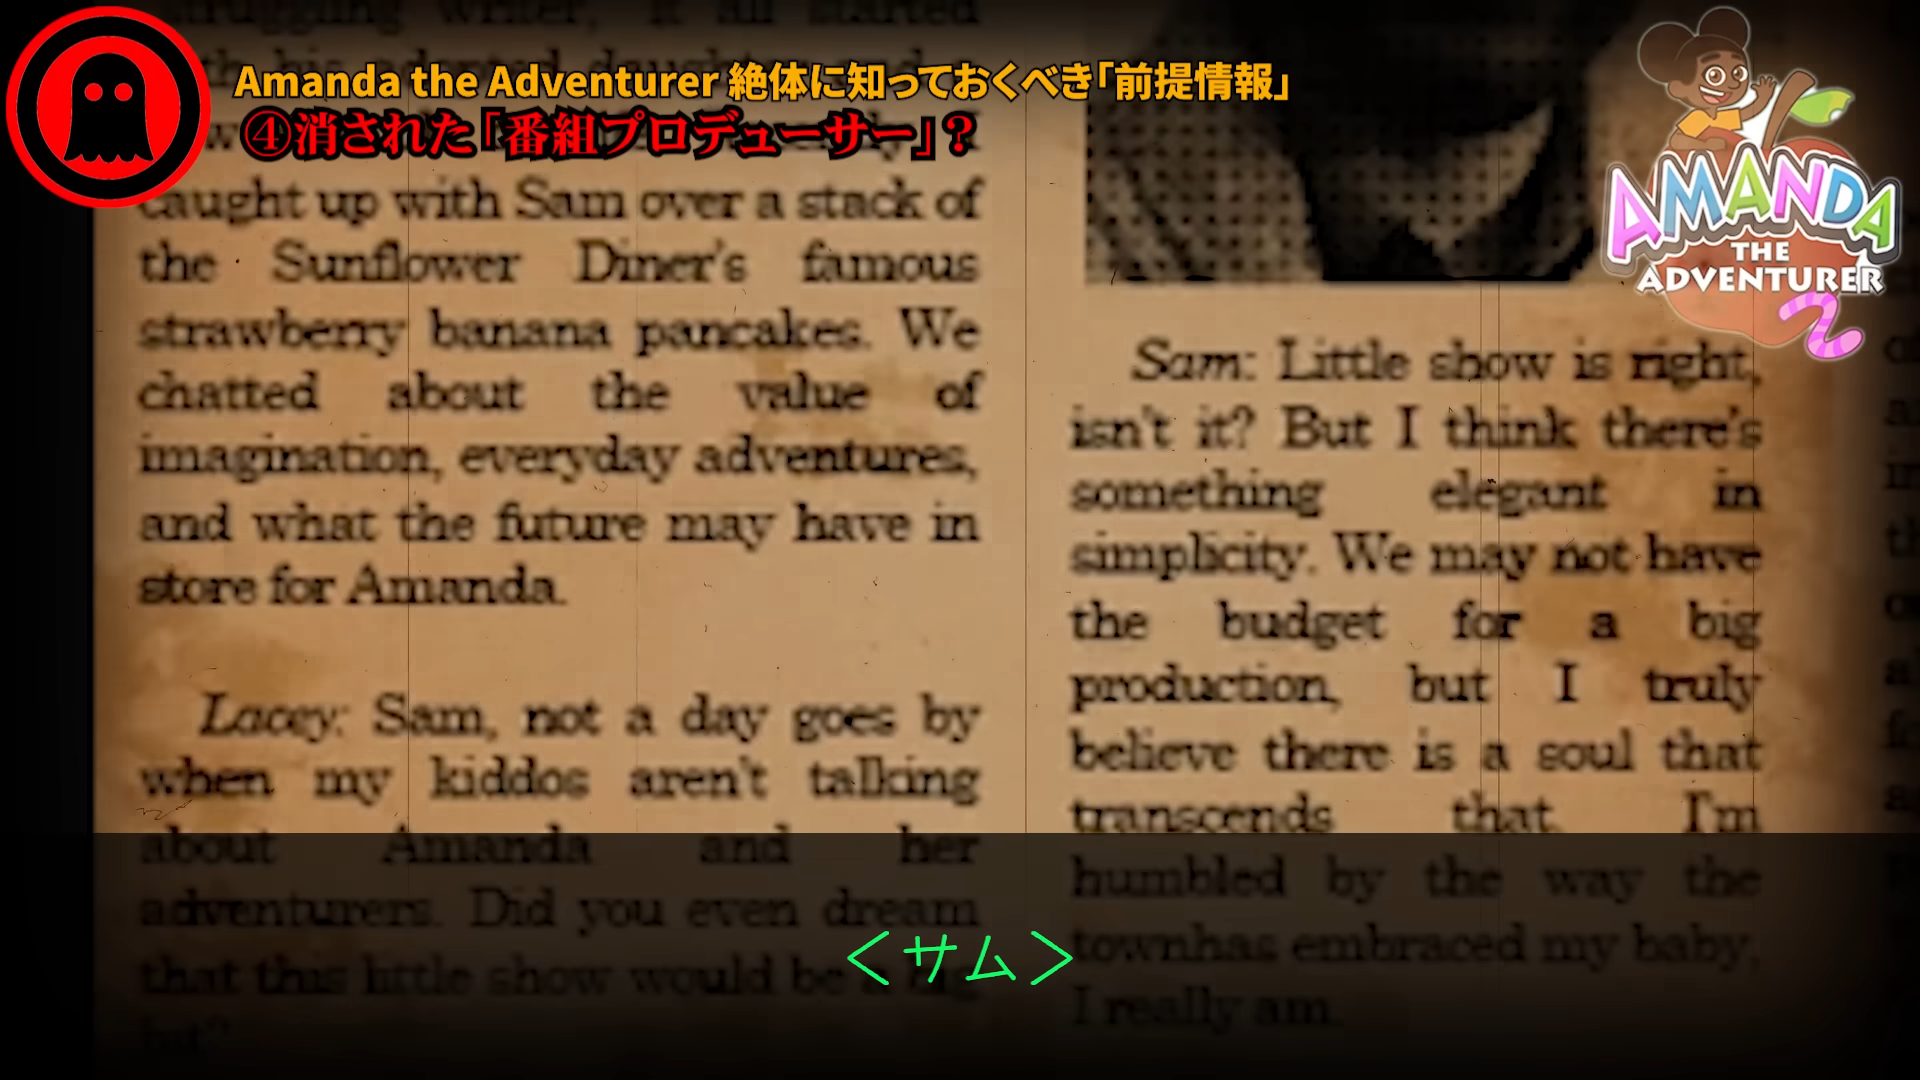 struggling writer, it all started
Amanda the Adventurer 絶体に知っておくべき「前提情報」
④消された「番組プロデューサー」?
caught up with Sam over a stack of
the Sunflower Diner's famous
strawberry banana pancakes. We
chatted about the value of
imagination, everyday adventures,
and what the future may have in
store for Amanda.
Lacey: Sam, not a day goes by
when my kiddos aren't talking
about Amanda and her
adventurers. Did you even dream
that this little show would be a big
hit"
Sam: Little show is right,
isn't it? But I think there's
something elegant in
simplicity. We may not have
the budget for a big
production, but I truly
believe there is a soul that
transcends that. I'm
humbled by the way the
townhas embraced my baby.
I really am.
AMANDA
THE
ADVENTURER
2
<サム>